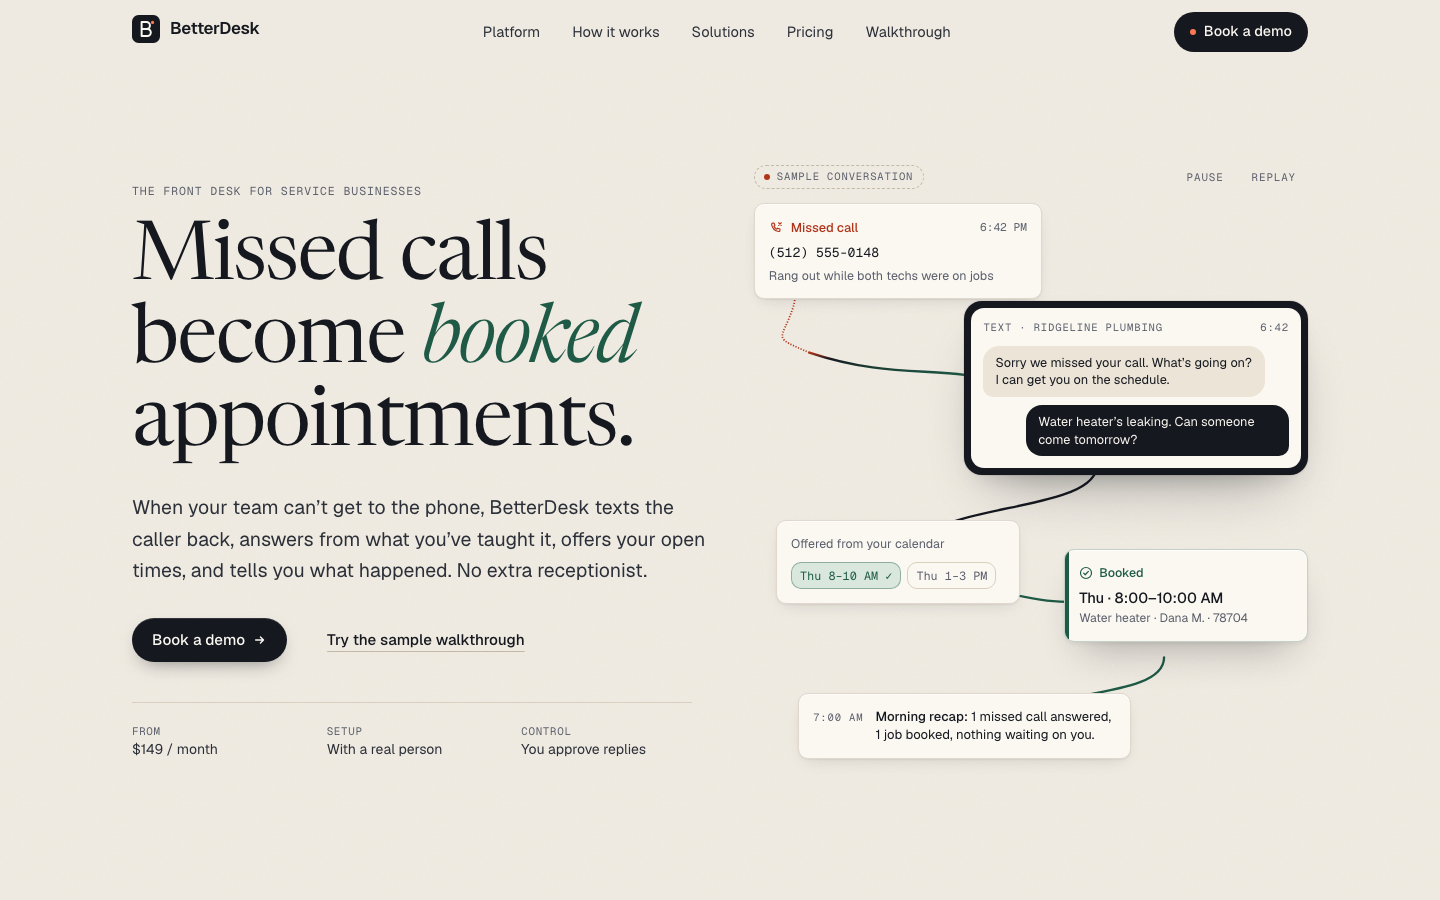 BetterDesk
Platform
How it works
Solutions
Pricing
Walkthrough
Book a demo
THE FRONT DESK FOR SERVICE BUSINESSES
Missed calls
become booked
appointments.
When your team can’t get to the phone, BetterDesk texts the
caller back, answers from what you’ve taught it, offers your open
times, and tells you what happened. No extra receptionist.
Book a demo →
Try the sample walkthrough
FROM
$149 / month
SETUP
With a real person
CONTROL
You approve replies
SAMPLE CONVERSATION
PAUSE
REPLAY
Missed call
6:42 PM
(512) 555-0148
Rang out while both techs were on jobs
TEXT · RIDGELINE PLUMBING
6:42
Sorry we missed your call. What’s going on?
I can get you on the schedule.
Water heater’s leaking. Can someone
come tomorrow?
Offered from your calendar
Thu 8–10 AM ✓
Thu 1–3 PM
Booked
Thu · 8:00–10:00 AM
Water heater · Dana M. · 78704
7:00 AM
Morning recap: 1 missed call answered,
1 job booked, nothing waiting on you.